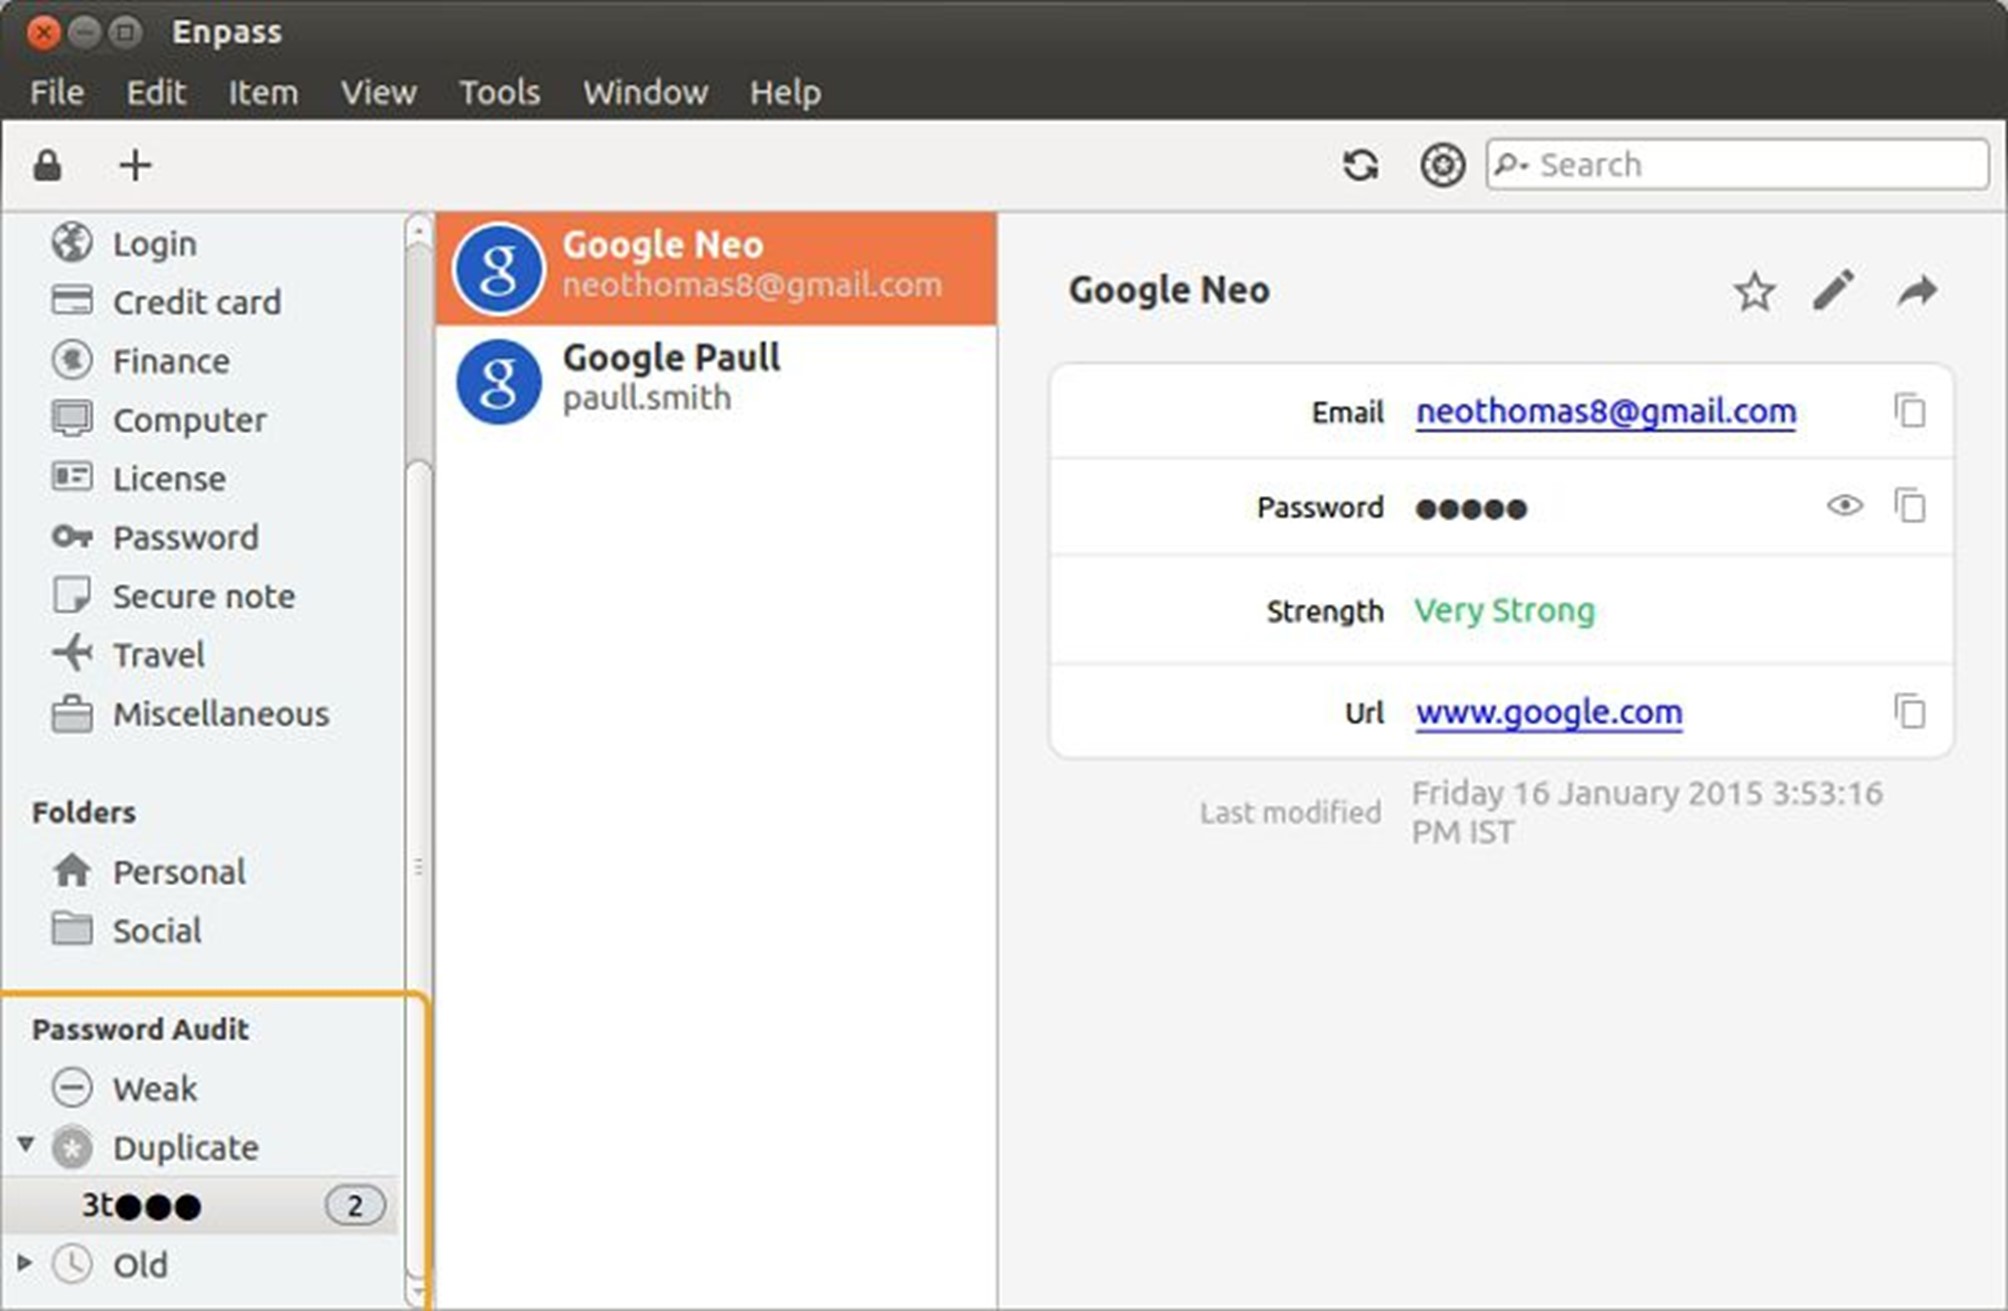 Enpass
File Edit Item View Tools Window Help
Search
Login
Credit card
Finance
Computer
License
Password
Secure note
Travel
Miscellaneous
Folders
Personal
Social
Password Audit
Weak
Duplicate
3t●●● 2
Old
g Google Neo
neothomas8@gmail.com
g Google Paull
paull.smith
Google Neo
Email neothomas8@gmail.com
Password ●●●●●
Strength Very Strong
Url www.google.com
Last modified Friday 16 January 2015 3:53:16
PM IST